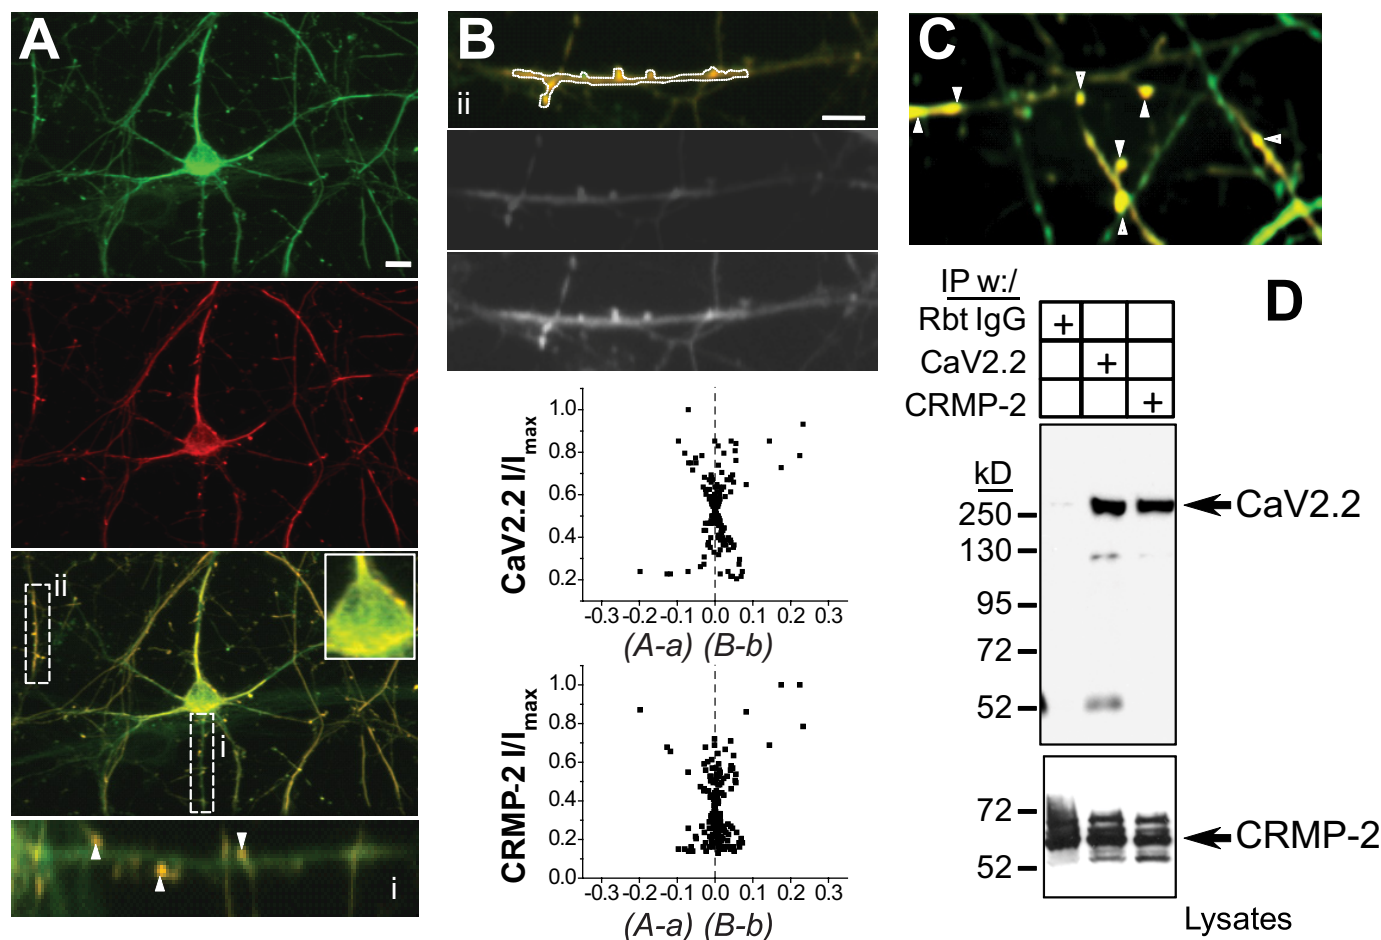 A
ii
i
i
B
ii
CaV2.2 I/Imax
1.0
0.8
0.6
0.4
0.2
-0.3 -0.2 -0.1 0.0 0.1 0.2 0.3
(A-a) (B-b)
CRMP-2 I/Imax
1.0
0.8
0.6
0.4
0.2
0.0
-0.3 -0.2 -0.1 0.0 0.1 0.2 0.3
(A-a) (B-b)
C
D
IP w:/
Rbt IgG +
CaV2.2 +
CRMP-2 +
kD
250
130
95
72
52
CaV2.2
72
52
CRMP-2
Lysates